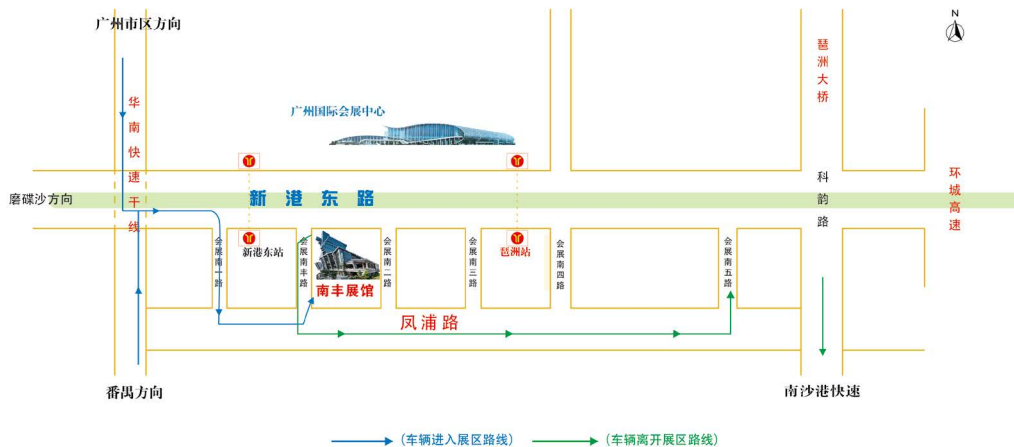 广州市区方向
N
华南快速干线
琶洲大桥
广州国际会展中心
磨碟沙方向
新港东路
科韵路
环城高速
会展南一路
新港东站
会展南丰路
南丰展馆
会展南二路
会展南三路
琶洲站
会展南四路
会展南五路
凤浦路
番禺方向
南沙港快速
(车辆进入展区路线)
(车辆离开展区路线)